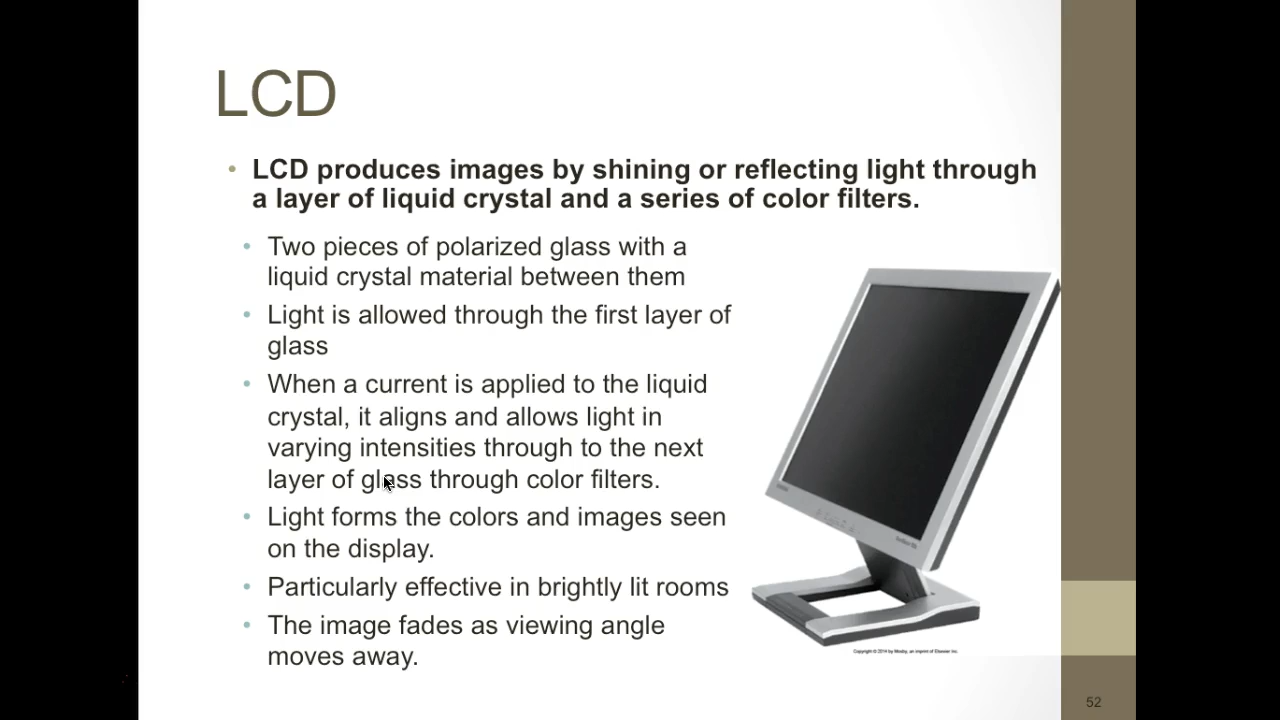 LCD
• LCD produces images by shining or reflecting light through
a layer of liquid crystal and a series of color filters.
• Two pieces of polarized glass with a
liquid crystal material between them
• Light is allowed through the first layer of
glass
• When a current is applied to the liquid
crystal, it aligns and allows light in
varying intensities through to the next
layer of glass through color filters.
• Light forms the colors and images seen
on the display.
• Particularly effective in brightly lit rooms
• The image fades as viewing angle
moves away.
Copyright © 2014 by Mosby, an imprint of Elsevier Inc.
52